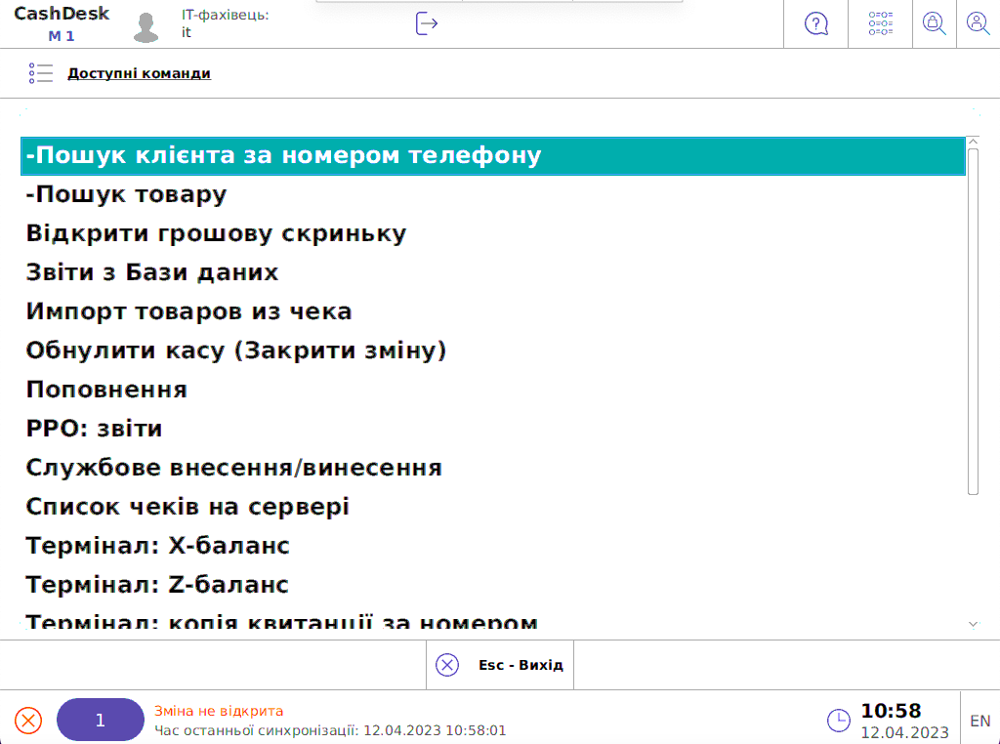 CashDesk
М 1
ІТ-фахівець:
it
Доступні команди
-Пошук клієнта за номером телефону
-Пошук товару
Відкрити грошову скриньку
Звіти з Бази даних
Импорт товаров из чека
Обнулити касу (Закрити зміну)
Поповнення
РРО: звіти
Службове внесення/винесення
Список чеків на сервері
Термінал: X-баланс
Термінал: Z-баланс
Термінал: копія квитанції за номером
Esc - Вихід
1
Зміна не відкрита
Час останньої синхронізації: 12.04.2023 10:58:01
10:58
12.04.2023
EN